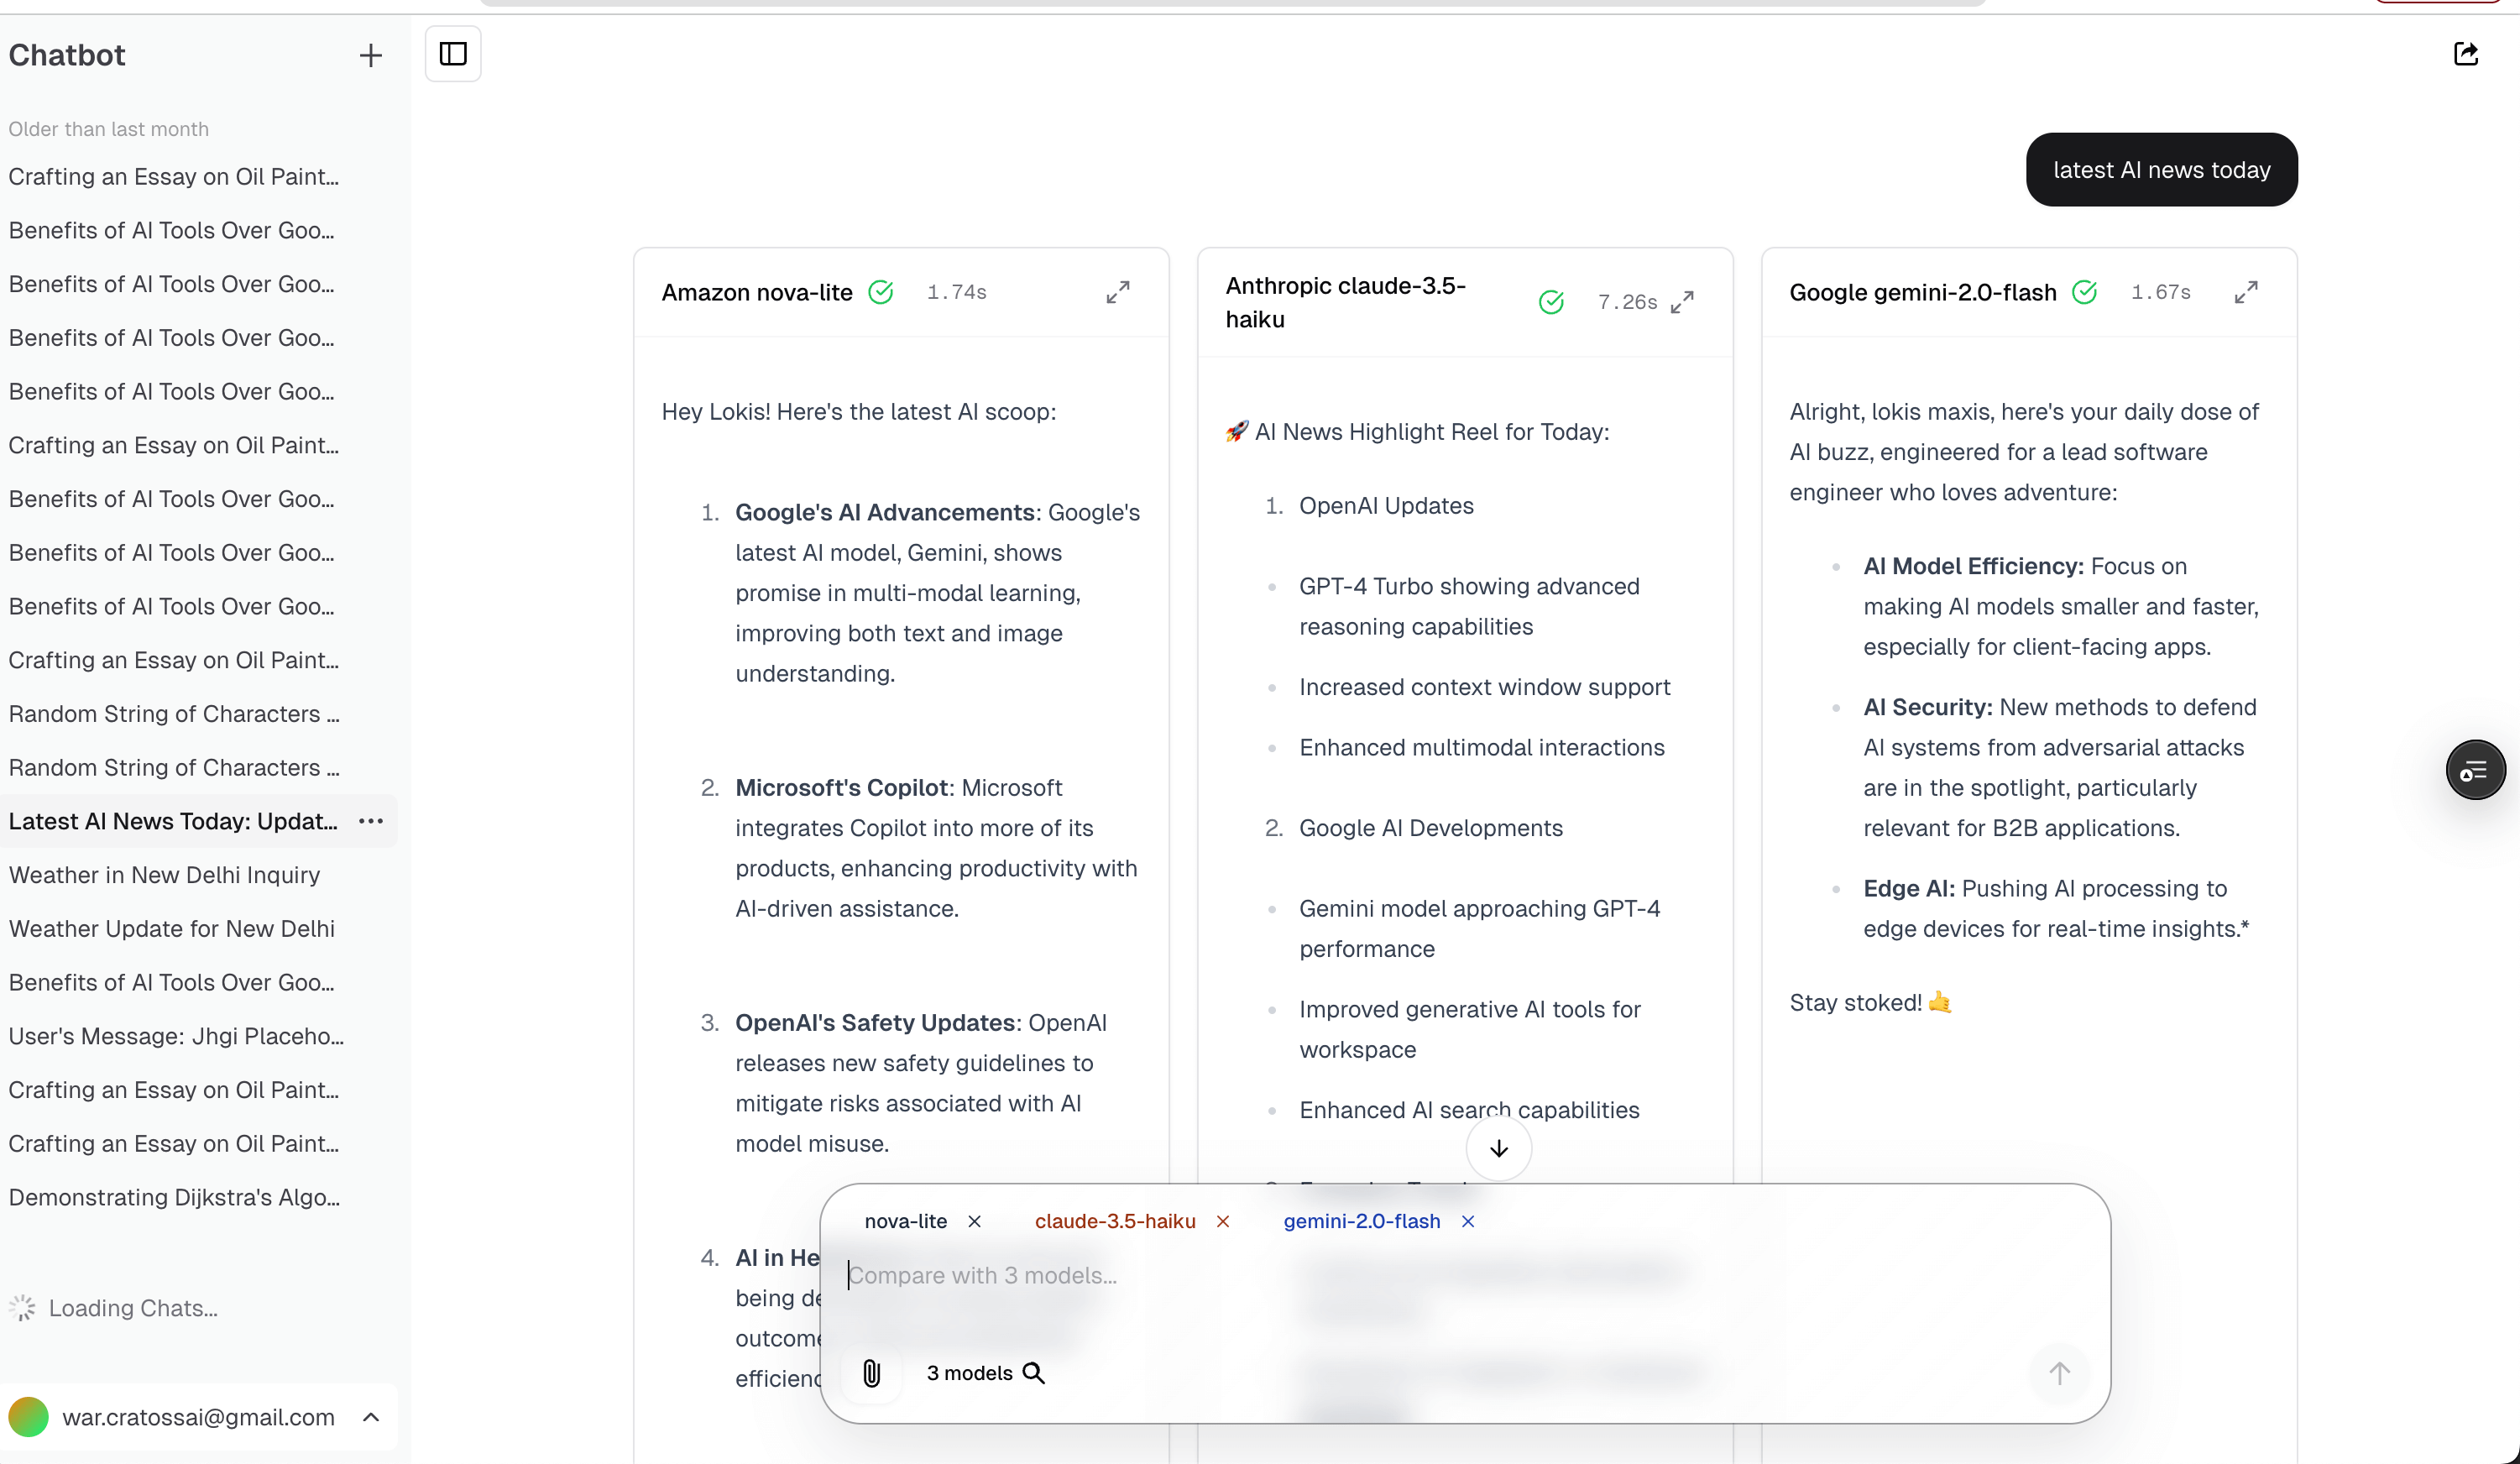 Chatbot
Older than last month
Crafting an Essay on Oil Paint...
Benefits of AI Tools Over Goo...
Benefits of AI Tools Over Goo...
Benefits of AI Tools Over Goo...
Benefits of AI Tools Over Goo...
Crafting an Essay on Oil Paint...
Benefits of AI Tools Over Goo...
Benefits of AI Tools Over Goo...
Benefits of AI Tools Over Goo...
Crafting an Essay on Oil Paint...
Random String of Characters ...
Random String of Characters ...
Latest AI News Today: Updat...
Weather in New Delhi Inquiry
Weather Update for New Delhi
Benefits of AI Tools Over Goo...
User's Message: Jhgi Placeho...
Crafting an Essay on Oil Paint...
Crafting an Essay on Oil Paint...
Demonstrating Dijkstra's Algo...
Loading Chats...
war.cratossai@gmail.com
latest AI news today
Amazon nova-lite 1.74s
Hey Lokis! Here's the latest AI scoop:
1. Google's AI Advancements: Google's
latest AI model, Gemini, shows
promise in multi-modal learning,
improving both text and image
understanding.
2. Microsoft's Copilot: Microsoft
integrates Copilot into more of its
products, enhancing productivity with
AI-driven assistance.
3. OpenAI's Safety Updates: OpenAI
releases new safety guidelines to
mitigate risks associated with AI
model misuse.
4. AI in He
being de
outcome
efficienc
Anthropic claude-3.5-
haiku 7.26s
🚀 AI News Highlight Reel for Today:
1. OpenAI Updates
• GPT-4 Turbo showing advanced
reasoning capabilities
• Increased context window support
• Enhanced multimodal interactions
2. Google AI Developments
• Gemini model approaching GPT-4
performance
• Improved generative AI tools for
workspace
• Enhanced AI search capabilities
Google gemini-2.0-flash 1.67s
Alright, lokis maxis, here's your daily dose of
AI buzz, engineered for a lead software
engineer who loves adventure:
• AI Model Efficiency: Focus on
making AI models smaller and faster,
especially for client-facing apps.
• AI Security: New methods to defend
AI systems from adversarial attacks
are in the spotlight, particularly
relevant for B2B applications.
• Edge AI: Pushing AI processing to
edge devices for real-time insights.*
Stay stoked! 🤙
nova-lite × claude-3.5-haiku × gemini-2.0-flash ×
Compare with 3 models...
3 models